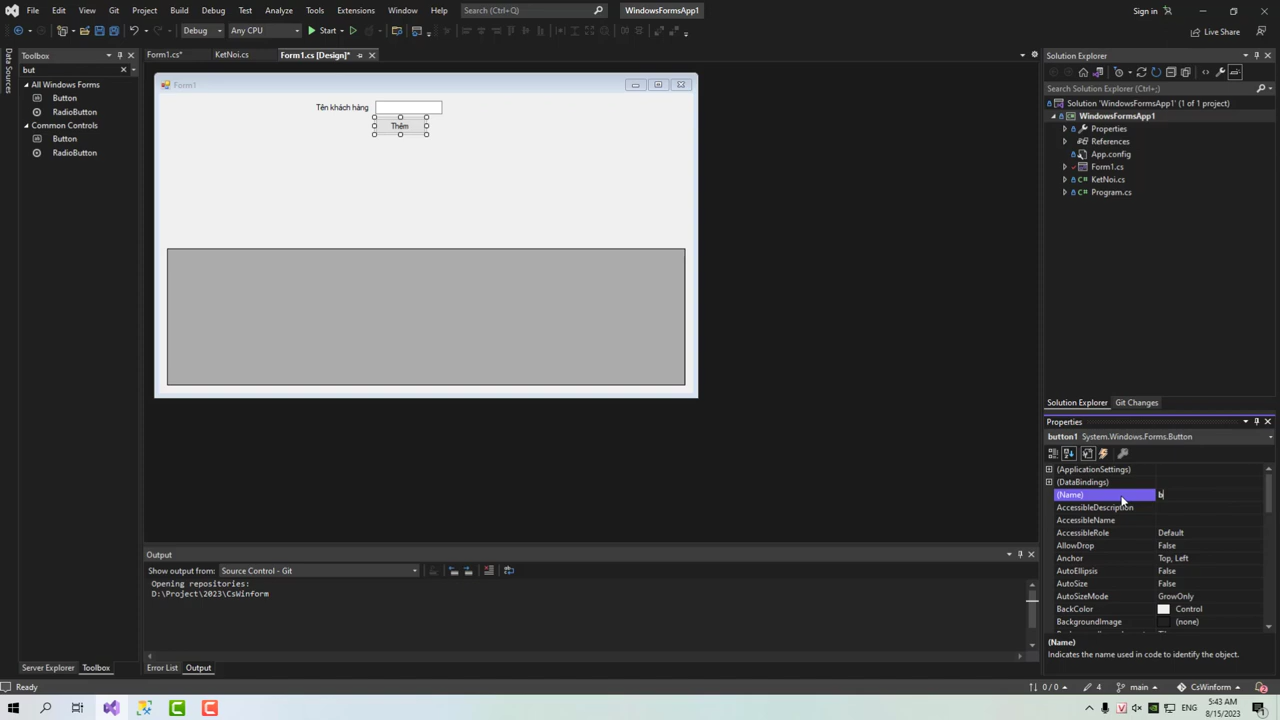 File Edit View Git Project Build Debug Test Analyze Tools Extensions Window Help Search (Ctrl+Q) WindowsFormsApp1 Sign in
Debug Any CPU Start Live Share
Data Sources
Toolbox
but
All Windows Forms
Button
RadioButton
Common Controls
Button
RadioButton
Form1.cs* KetNoi.cs Form1.cs [Design]*
Form1
Tên khách hàng
Thêm
Solution Explorer
Search Solution Explorer (Ctrl+;)
Solution 'WindowsFormsApp1' (1 of 1 project)
WindowsFormsApp1
Properties
References
App.config
Form1.cs
KetNoi.cs
Program.cs
Solution Explorer Git Changes
Properties
button1 System.Windows.Forms.Button
(ApplicationSettings)
(DataBindings)
(Name) b
AccessibleDescription
AccessibleName
AccessibleRole Default
AllowDrop False
Anchor Top, Left
AutoEllipsis False
AutoSize False
AutoSizeMode GrowOnly
BackColor Control
BackgroundImage (none)
(Name)
Indicates the name used in code to identify the object.
Output
Show output from: Source Control - Git
Opening repositories:
D:\Project\2023\CsWinform
Server Explorer Toolbox Error List Output
Ready 0 / 0 4 main CsWinform 2
ENG 5:43 AM
8/15/2023 1